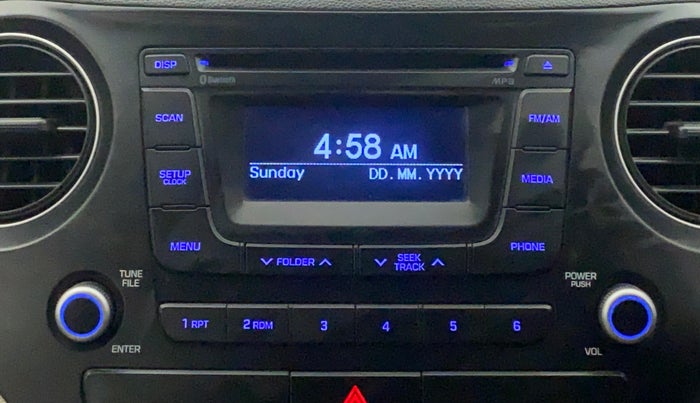 DISP
Bluetooth
MP3
SCAN
FM/AM
4:58 AM
Sunday DD.MM.YYYY
SETUP
CLOCK
MEDIA
MENU
FOLDER
SEEK
TRACK
PHONE
TUNE
FILE
POWER
PUSH
1 RPT
2 RDM
3
4
5
6
ENTER
VOL